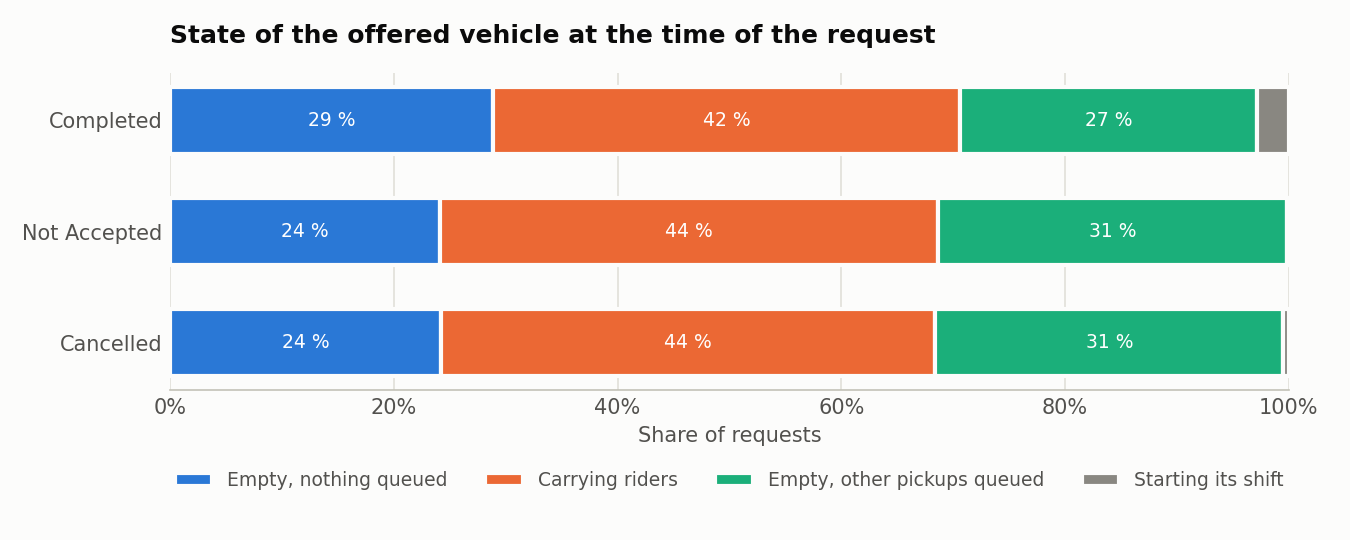 State of the offered vehicle at the time of the request
Completed
29 %
42 %
27 %
Not Accepted
24 %
44 %
31 %
Cancelled
24 %
44 %
31 %
0%
20%
40%
60%
80%
100%
Share of requests
Empty, nothing queued
Carrying riders
Empty, other pickups queued
Starting its shift